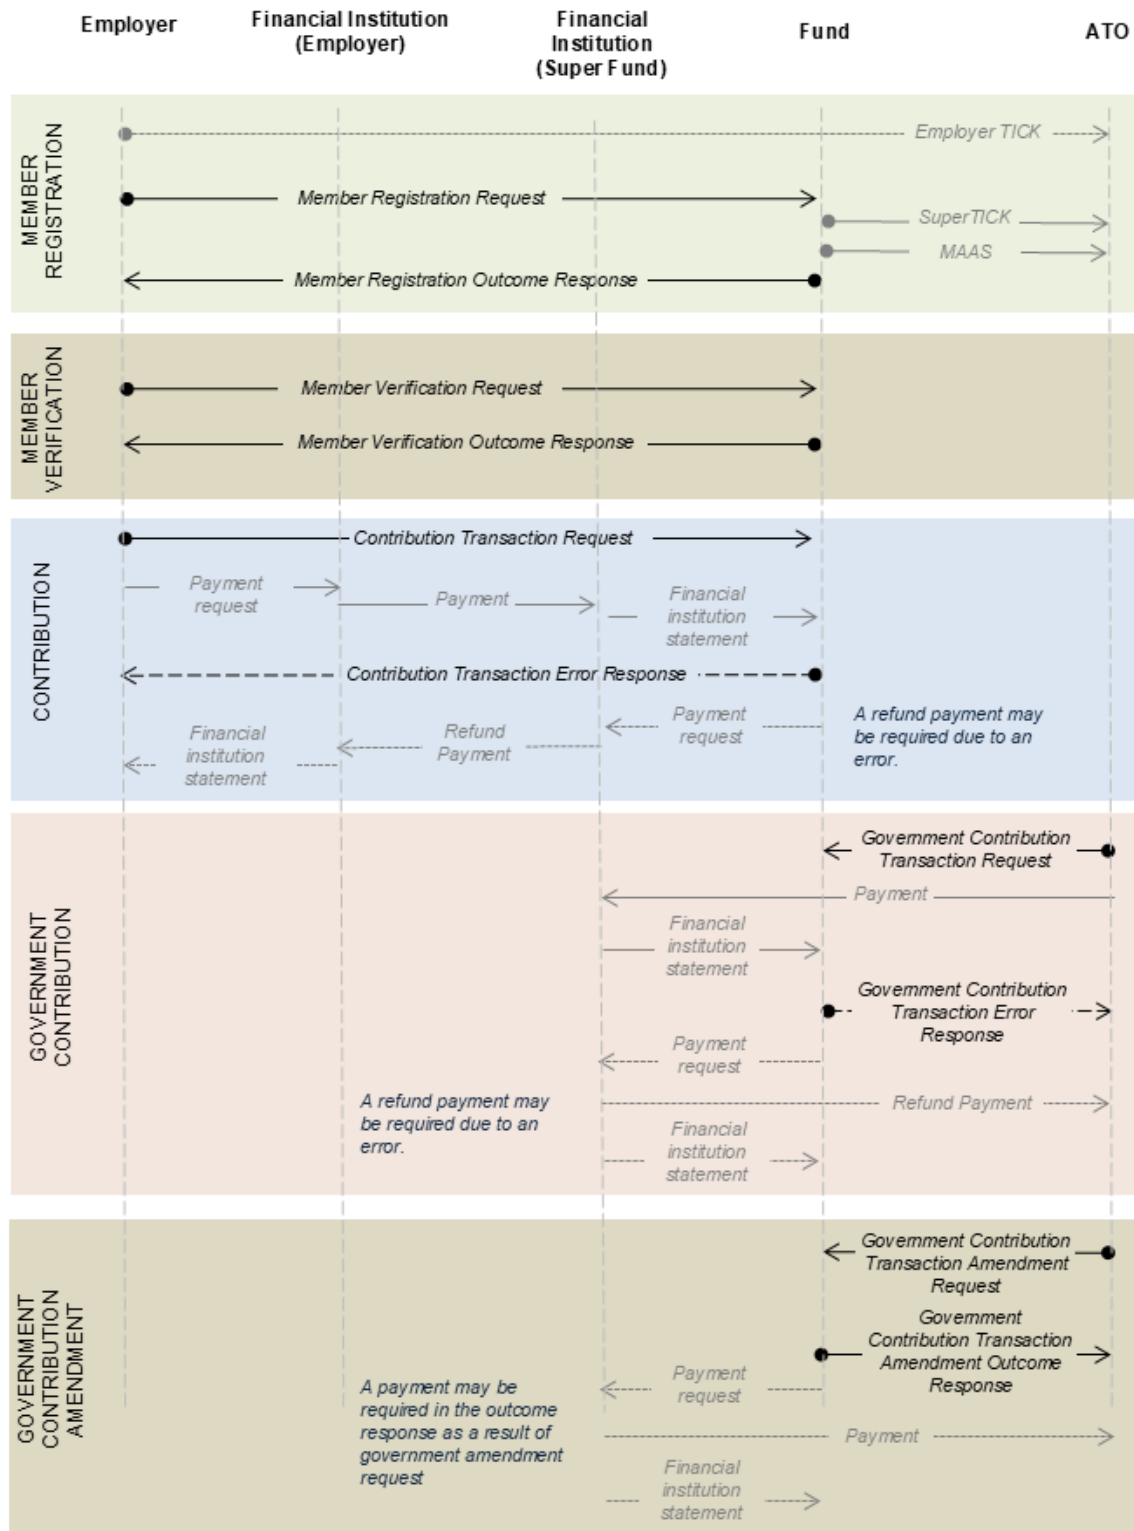 Employer
Financial Institution
(Employer)
Financial
Institution
(Super Fund)
Fund
ATO
MEMBER
REGISTRATION
Employer TICK
Member Registration Request
SuperTICK
MAAS
Member Registration Outcome Response
MEMBER
VERIFICATION
Member Verification Request
Member Verification Outcome Response
CONTRIBUTION
Contribution Transaction Request
Payment
request
Payment
Financial
institution
statement
Contribution Transaction Error Response
Payment
request
A refund payment may
be required due to an
error.
Refund
Payment
Financial
institution
statement
GOVERNMENT
CONTRIBUTION
Government Contribution
Transaction Request
Payment
Financial
institution
statement
Government Contribution
Transaction Error
Response
Payment
request
A refund payment may
be required due to an
error.
Refund Payment
Financial
institution
statement
GOVERNMENT
CONTRIBUTION
AMENDMENT
Government Contribution
Transaction Amendment
Request
Government
Contribution Transaction
Amendment Outcome
Response
Payment
request
A payment may be
required in the outcome
response as a result of
government amendment
request
Payment
Financial
institution
statement